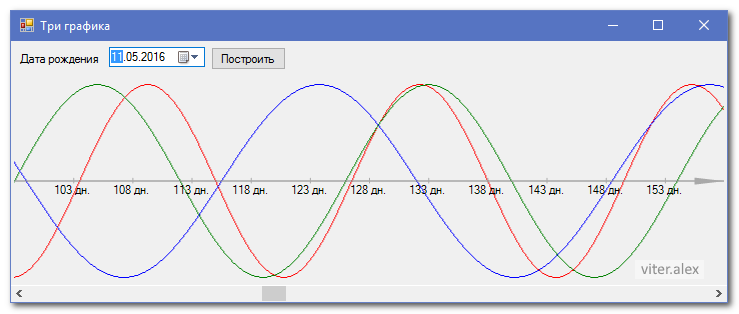 Три графика
Дата рождения 11.05.2016 Построить
103 дн. 108 дн. 113 дн. 118 дн. 123 дн. 128 дн. 133 дн. 138 дн. 143 дн. 148 дн. 153 дн.
viter.alex